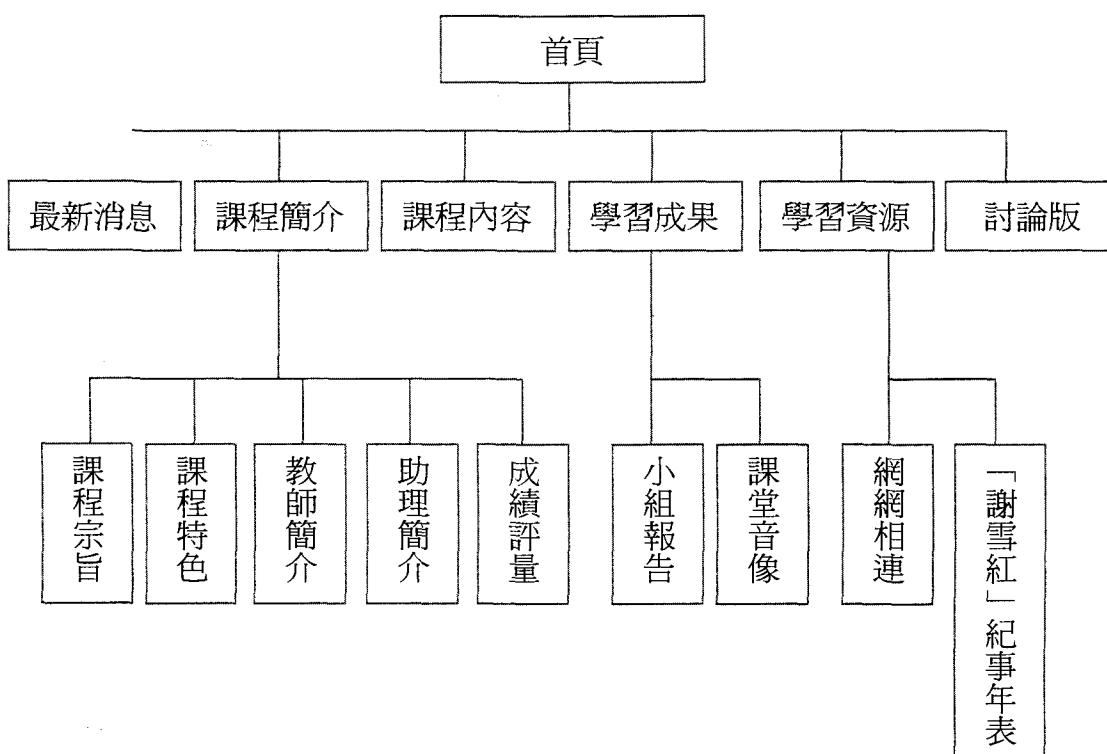 首頁
最新消息
課程簡介
課程內容
學習成果
學習資源
討論版
課程宗旨
課程特色
教師簡介
助理簡介
成績評量
小組報告
課堂音像
網網相連
「謝雪紅」紀事年表